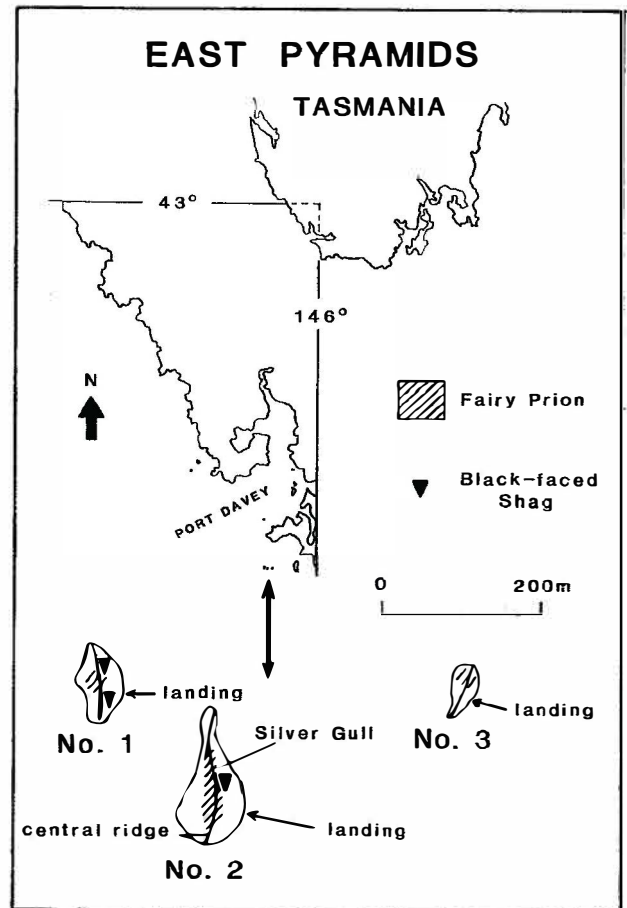 EAST PYRAMIDS
TASMANIA
43°
146°
N
Fairy Prion
Black-faced
Shag
PORT DAVEY
0 200m
landing
No. 1
Silver Gull
landing
No. 3
central ridge
landing
No. 2